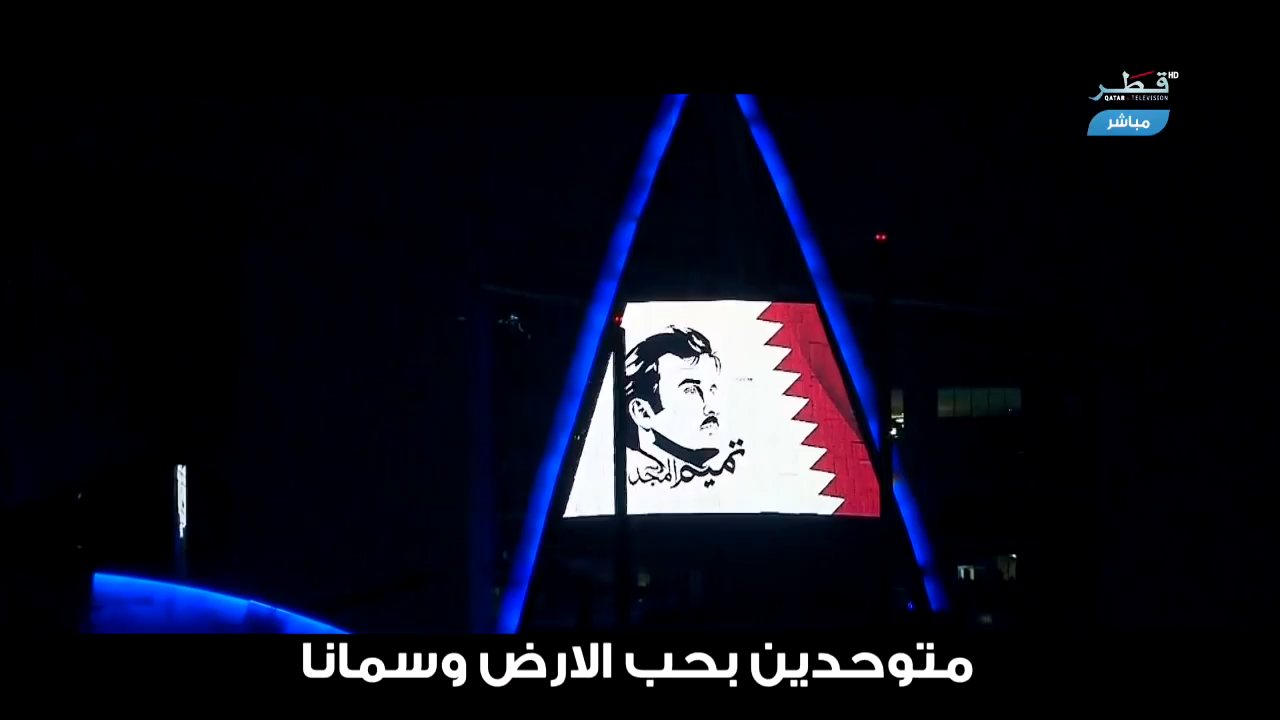 قطر HD
QATAR TELEVISION
مباشر
تميم المجد
متوحدين بحب الارض وسمانا